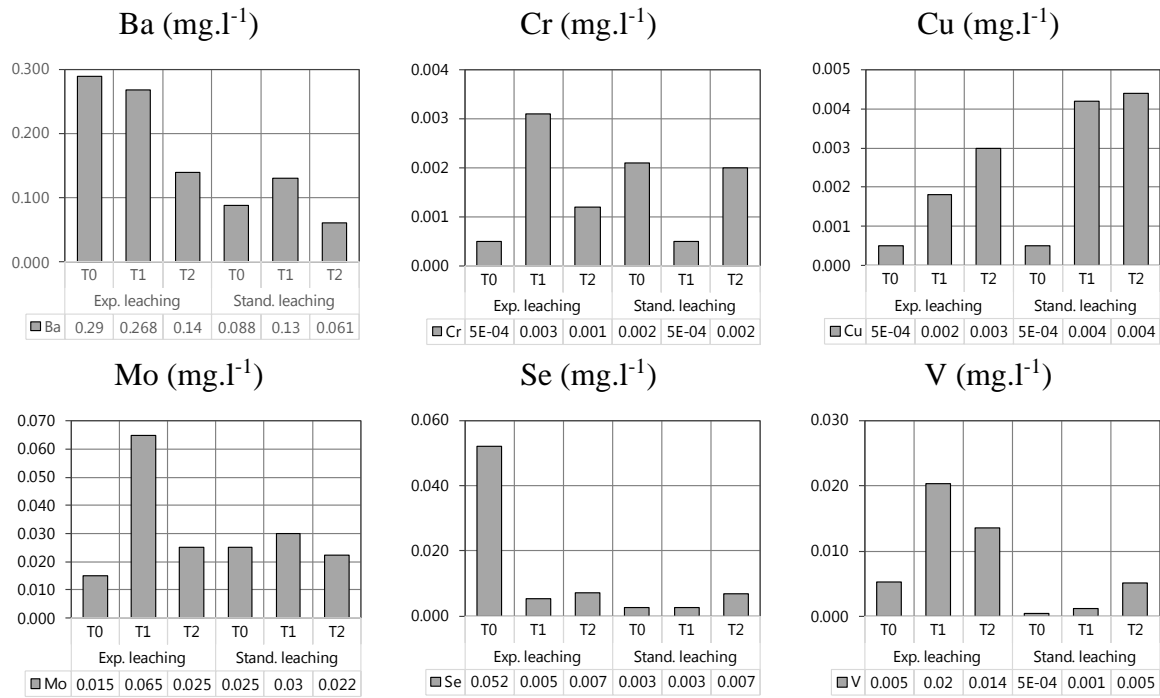 Ba (mg.l-1)
0.300
0.200
0.100
0.000
T0 T1 T2 T0 T1 T2
Exp. leaching Stand. leaching
Ba 0.29 0.268 0.14 0.088 0.13 0.061
Cr (mg.l-1)
0.004
0.003
0.002
0.001
0.000
T0 T1 T2 T0 T1 T2
Exp. leaching Stand. leaching
Cr 5E-04 0.003 0.001 0.002 5E-04 0.002
Cu (mg.l-1)
0.005
0.004
0.003
0.002
0.001
0.000
T0 T1 T2 T0 T1 T2
Exp. leaching Stand. leaching
Cu 5E-04 0.002 0.003 5E-04 0.004 0.004
Mo (mg.l-1)
0.070
0.060
0.050
0.040
0.030
0.020
0.010
0.000
T0 T1 T2 T0 T1 T2
Exp. leaching Stand. leaching
Mo 0.015 0.065 0.025 0.025 0.03 0.022
Se (mg.l-1)
0.060
0.040
0.020
0.000
T0 T1 T2 T0 T1 T2
Exp. leaching Stand. leaching
Se 0.052 0.005 0.007 0.003 0.003 0.007
V (mg.l-1)
0.030
0.020
0.010
0.000
T0 T1 T2 T0 T1 T2
Exp. leaching Stand. leaching
V 0.005 0.02 0.014 5E-04 0.001 0.005